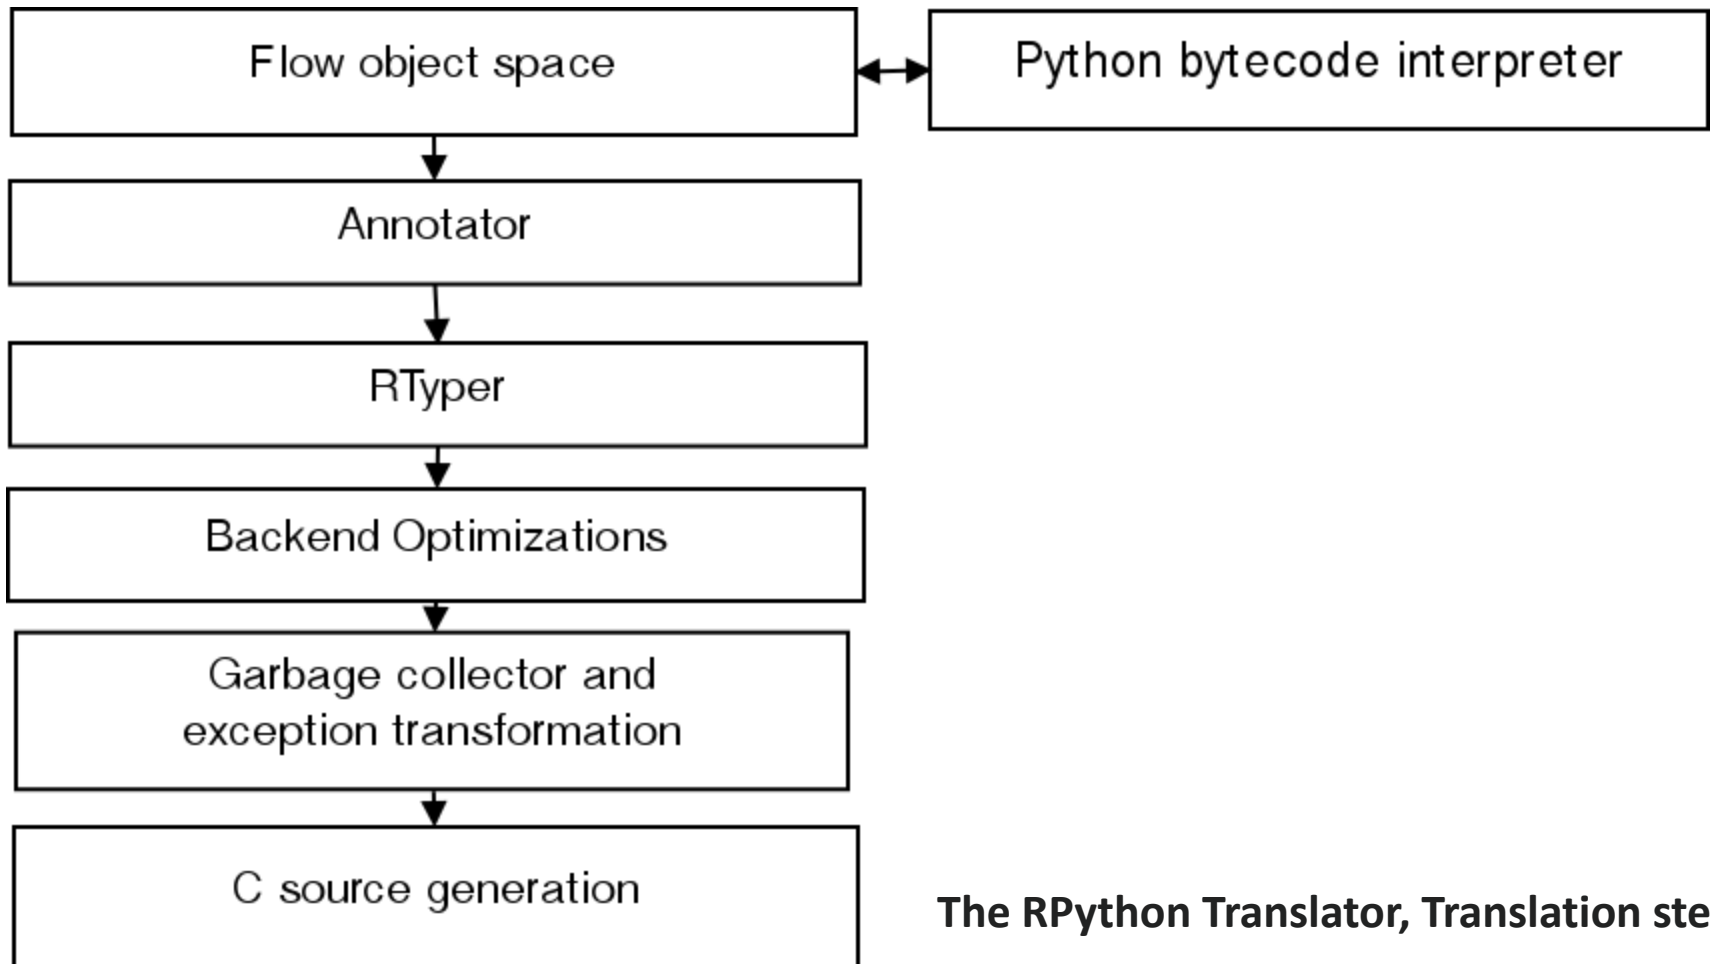 Flow object space
Python bytecode interpreter
Annotator
RTyper
Backend Optimizations
Garbage collector and
exception transformation
C source generation
The RPython Translator, Translation ste